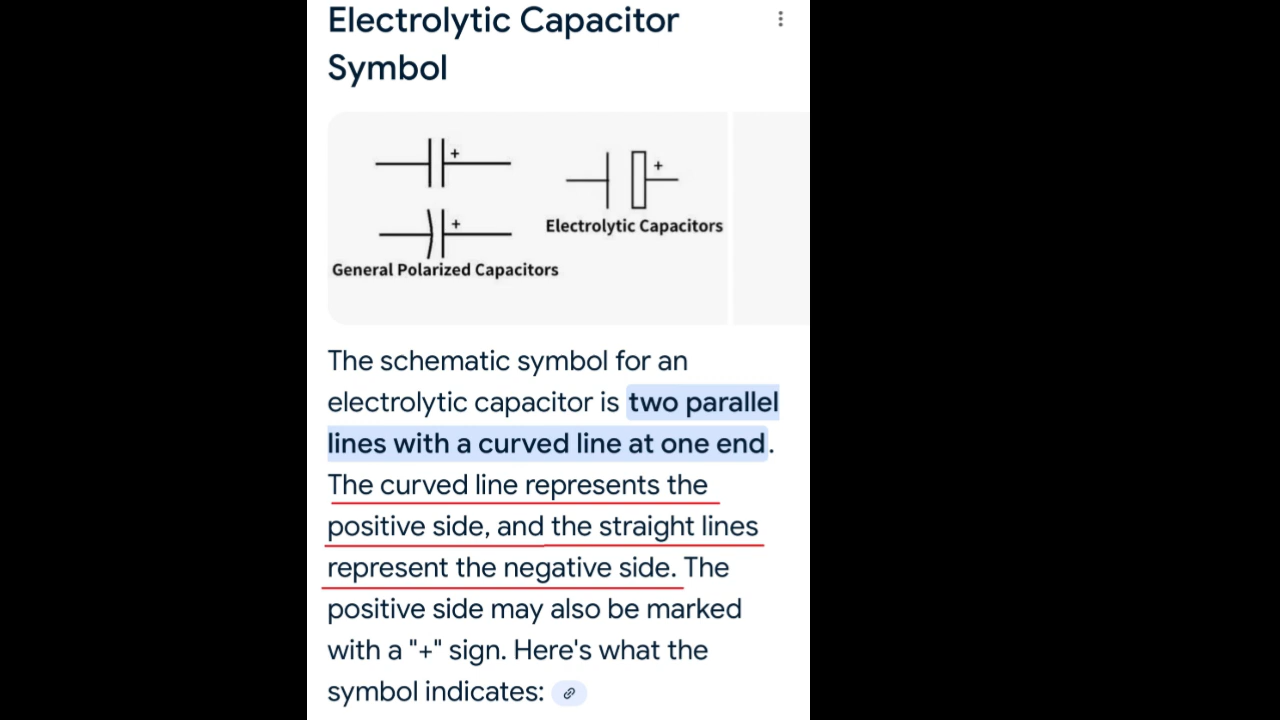 Electrolytic Capacitor
Symbol
+
+
+
Electrolytic Capacitors
General Polarized Capacitors
The schematic symbol for an
electrolytic capacitor is two parallel
lines with a curved line at one end.
The curved line represents the
positive side, and the straight lines
represent the negative side. The
positive side may also be marked
with a "+" sign. Here's what the
symbol indicates: